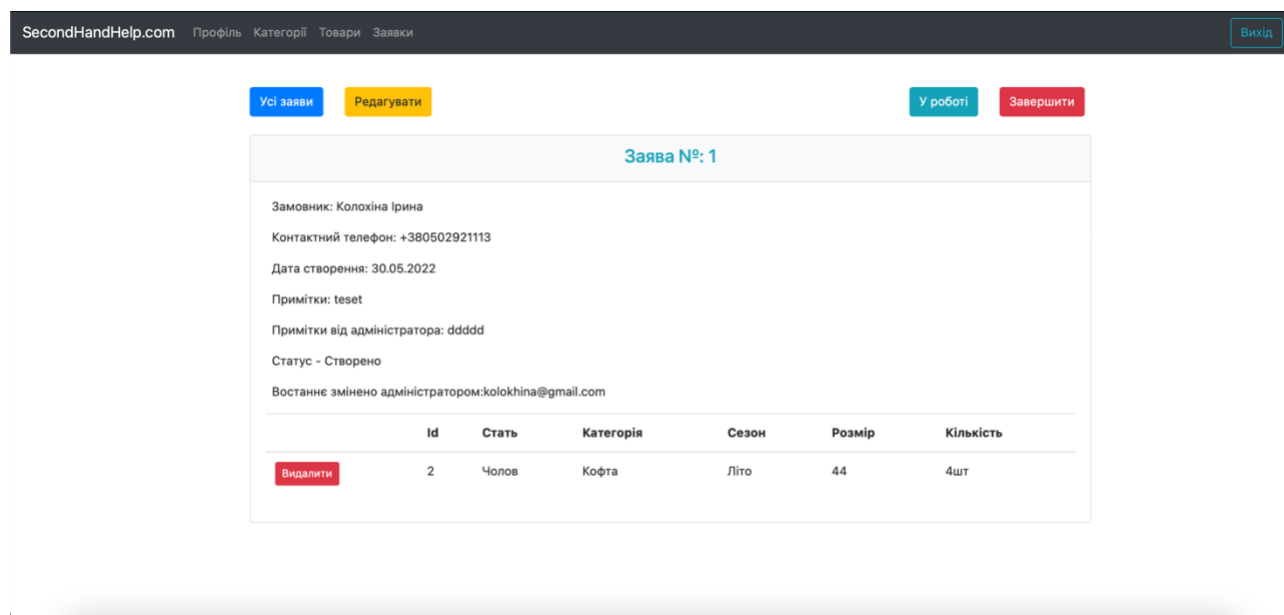 SecondHandHelp.com Профіль Категорії Товари Заявки Вихід
Усі заяви Редагувати У роботі Завершити
Заява №: 1
Замовник: Колохіна Ірина
Контактний телефон: +380502921113
Дата створення: 30.05.2022
Примітки: teset
Примітки від адміністратора: ddddd
Статус - Створено
Востаннє змінено адміністратором:kolokhina@gmail.com
Id Стать Категорія Сезон Розмір Кількість
Видалити 2 Чолов Кофта Літо 44 4шт